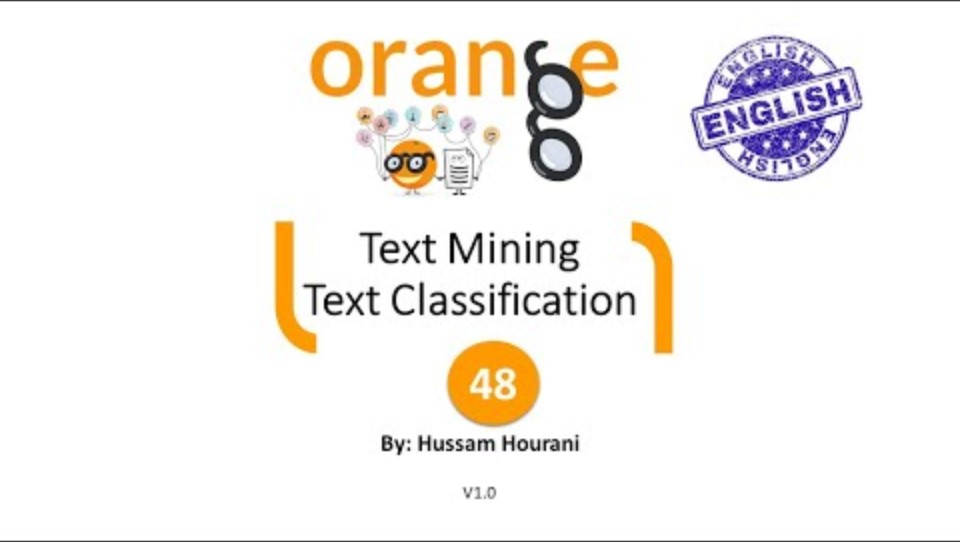 orange
ENGLISH
ENGLISH
ENGLISH
Text Mining
Text Classification
48
By: Hussam Hourani
V1.0